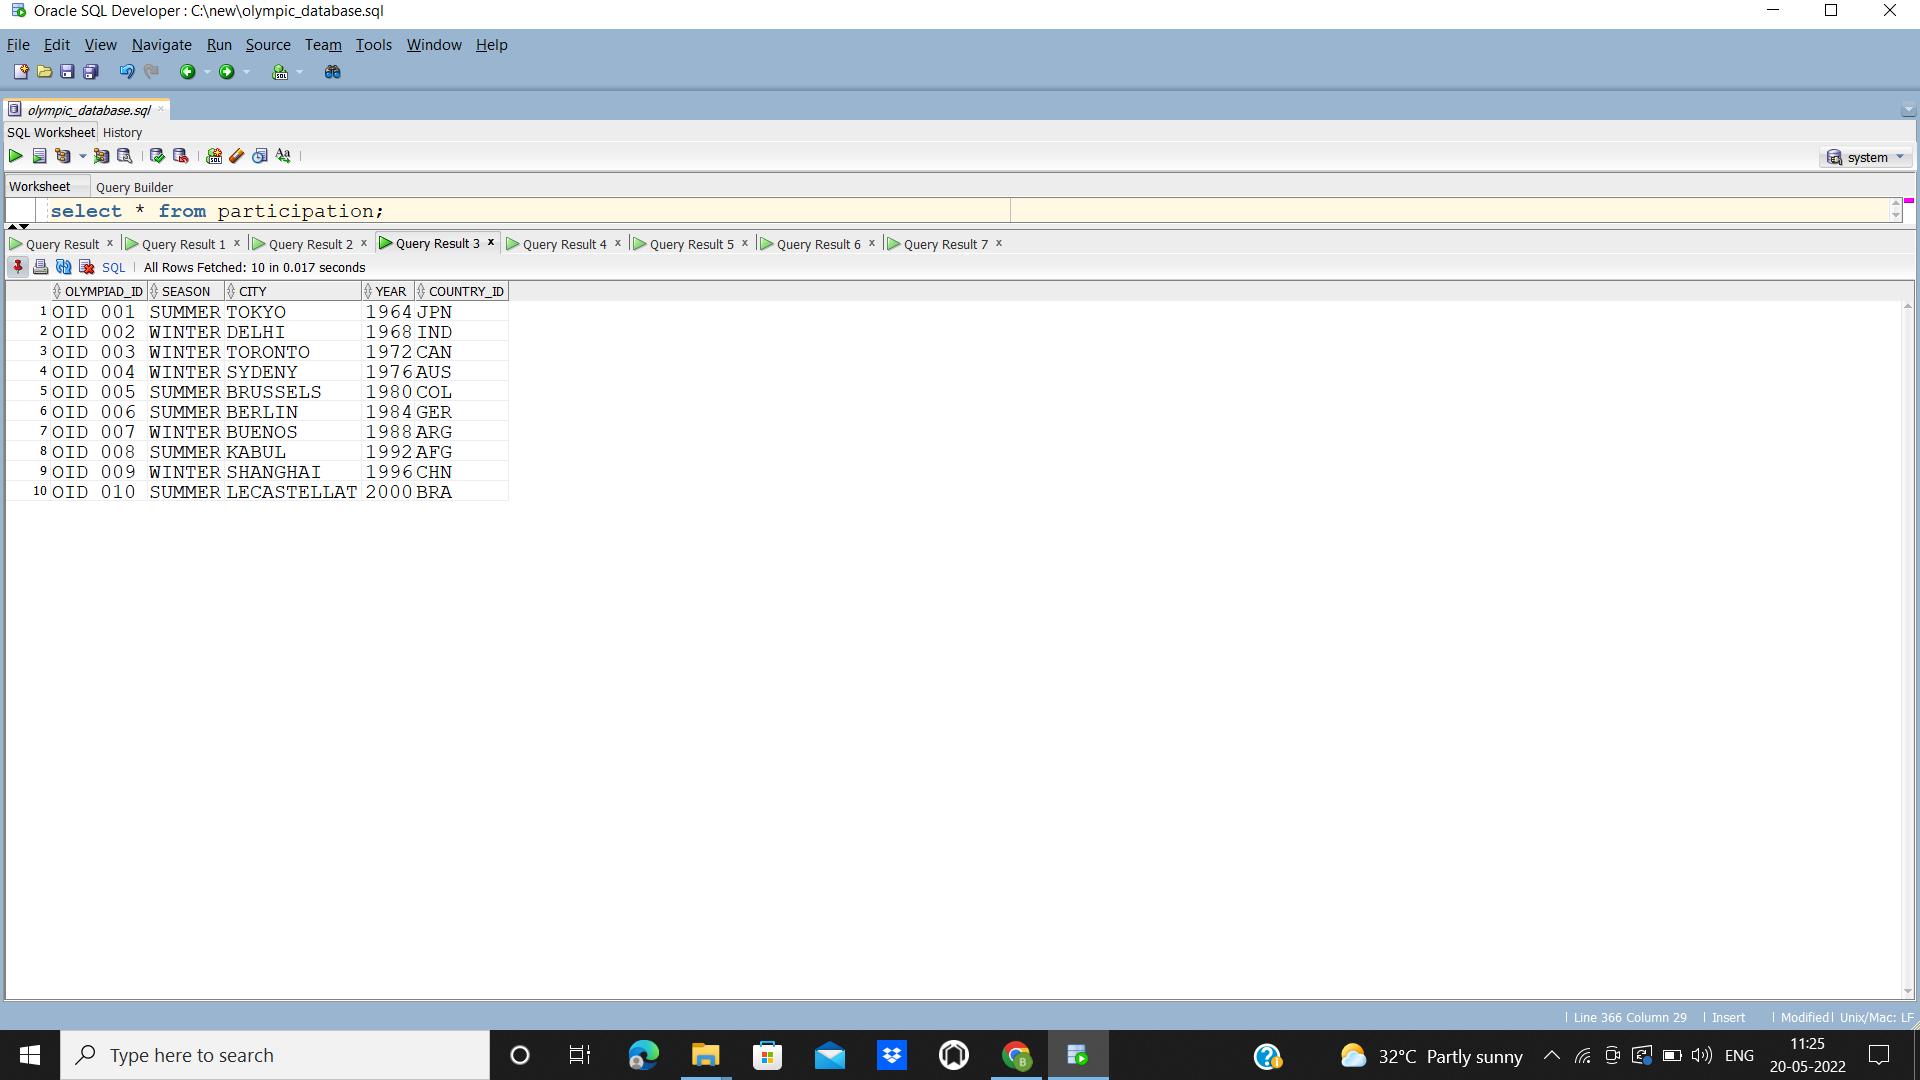 Oracle SQL Developer : C:\new\olympic_database.sql
File Edit View Navigate Run Source Team Tools Window Help
olympic_database.sql
SQL Worksheet History
system
Worksheet Query Builder
select * from participation;
Query Result Query Result 1 Query Result 2 Query Result 3 Query Result 4 Query Result 5 Query Result 6 Query Result 7
SQL All Rows Fetched: 10 in 0.017 seconds
OLYMPIAD_ID SEASON CITY YEAR COUNTRY_ID
1 OID 001 SUMMER TOKYO 1964 JPN
2 OID 002 WINTER DELHI 1968 IND
3 OID 003 WINTER TORONTO 1972 CAN
4 OID 004 WINTER SYDENY 1976 AUS
5 OID 005 SUMMER BRUSSELS 1980 COL
6 OID 006 SUMMER BERLIN 1984 GER
7 OID 007 WINTER BUENOS 1988 ARG
8 OID 008 SUMMER KABUL 1992 AFG
9 OID 009 WINTER SHANGHAI 1996 CHN
10 OID 010 SUMMER LECASTELLAT 2000 BRA
Line 366 Column 29 Insert Modified Unix/Mac: LF
Type here to search
32°C Partly sunny
ENG
11:25
20-05-2022